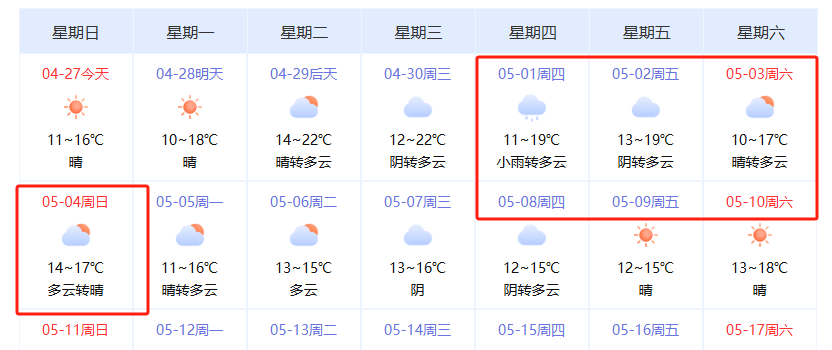 星期日 星期一 星期二 星期三 星期四 星期五 星期六
04-27今天 04-28明天 04-29后天 04-30周三 05-01周四 05-02周五 05-03周六
11~16℃ 10~18℃ 14~22℃ 12~22℃ 11~19℃ 13~19℃ 10~17℃
晴 晴 晴转多云 阴转多云 小雨转多云 阴转多云 晴转多云
05-04周日 05-05周一 05-06周二 05-07周三 05-08周四 05-09周五 05-10周六
14~17℃ 11~16℃ 13~15℃ 13~16℃ 12~15℃ 12~15℃ 13~18℃
多云转晴 晴转多云 多云 阴 阴转多云 晴 晴
05-11周日 05-12周一 05-13周二 05-14周三 05-15周四 05-16周五 05-17周六